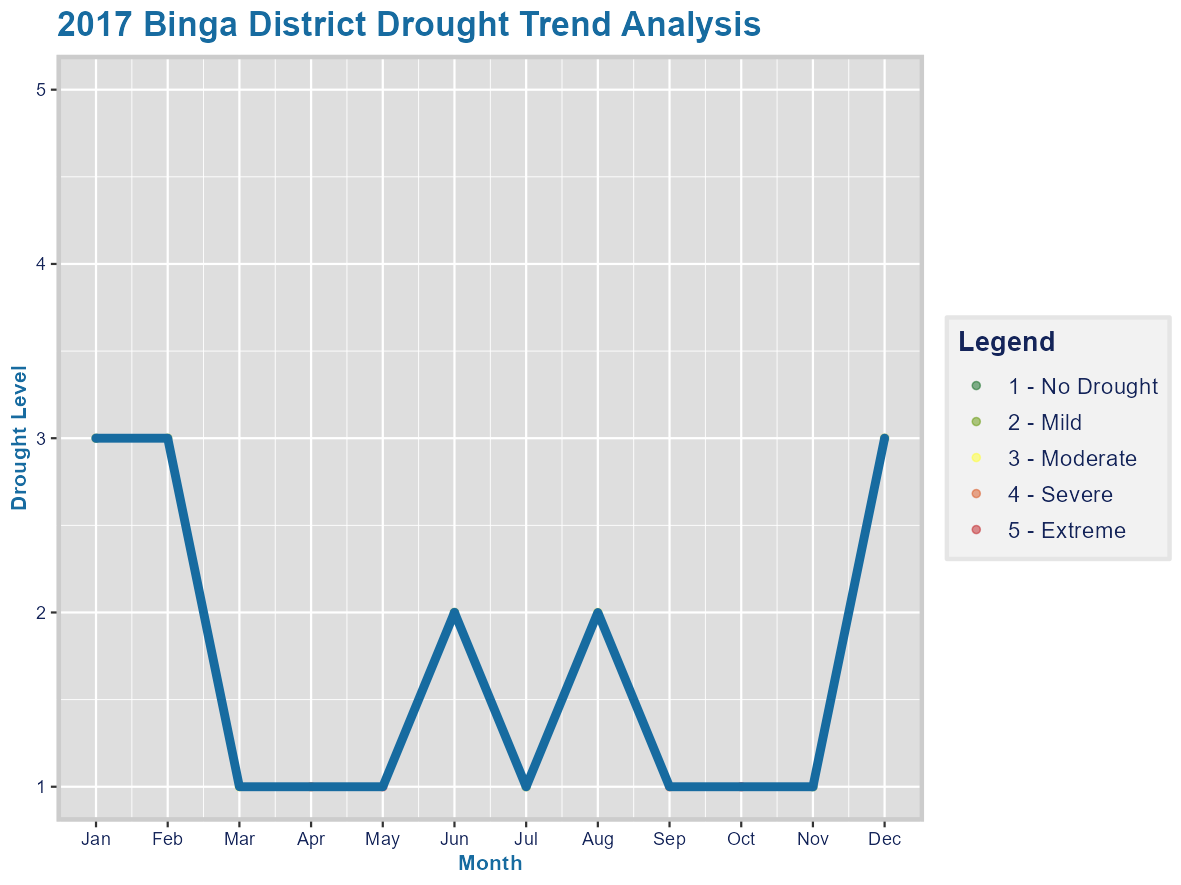 2017 Binga District Drought Trend Analysis
5
4
3
2
1
Drought Level
Jan Feb Mar Apr May Jun Jul Aug Sep Oct Nov Dec
Month
Legend
1 - No Drought
2 - Mild
3 - Moderate
4 - Severe
5 - Extreme